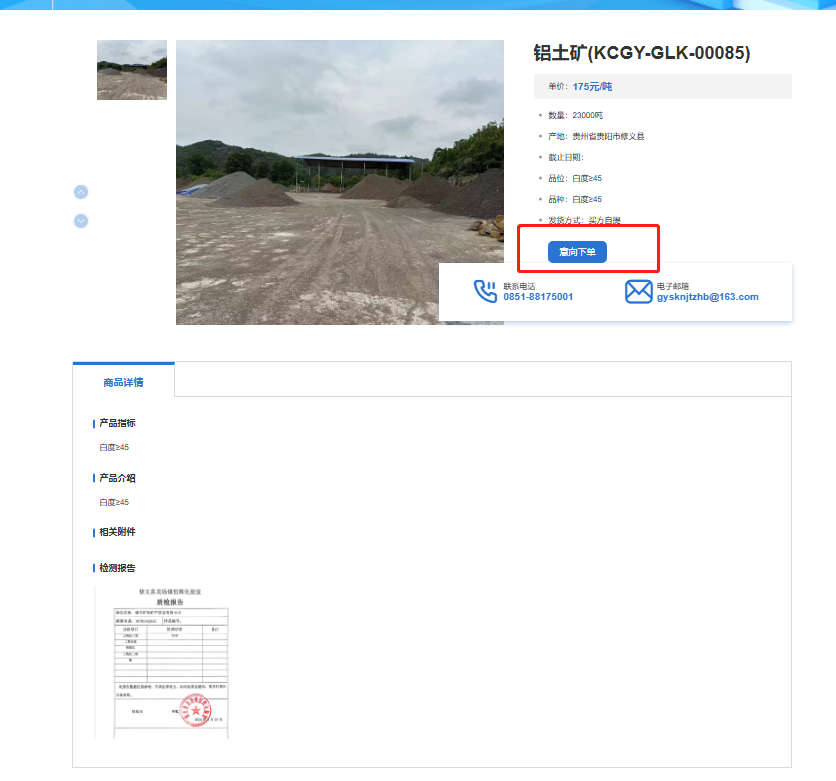 铝土矿(KCGY-GLK-00085)
单价：175元/吨
数量：23000吨
产地：贵州省贵阳市修义县
截止日期：
品位：白度≥45
品种：白度≥45
发货方式：买方自提
意向下单
联系电话
0851-88175001
电子邮箱
gysknjtzhb@163.com
商品详情
产品指标
白度≥45
产品介绍
白度≥45
相关附件
检测报告
质检报告